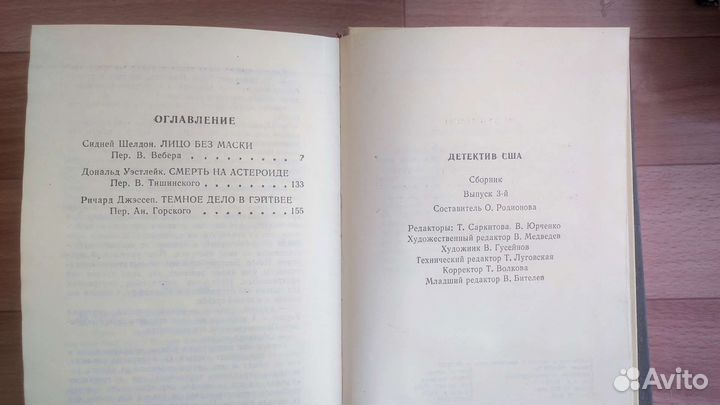 ОГЛАВЛЕНИЕ
Сидней Шелдон. ЛИЦО БЕЗ МАСКИ
Пер. В. Вебера . . . . . . . . . 7
Дональд Уэстлейк. СМЕРТЬ НА АСТЕРОИДЕ
Пер. В. Тишинского . . . . . . . . 133
Ричард Джэссеп. ТЕМНОЕ ДЕЛО В ГЭЙТВЕЕ
Пер. Ан. Горского . . . . . . . . . 155
ДЕТЕКТИВ США
Сборник
Выпуск 3-й
Составитель О. Родионова
Редакторы: Т. Саркитова. В. Юрченко
Художественный редактор В. Медведев
Художник В. Гусейнов
Технический редактор Т. Луговская
Корректор Т. Волкова
Младший редактор В. Бителев
Avito